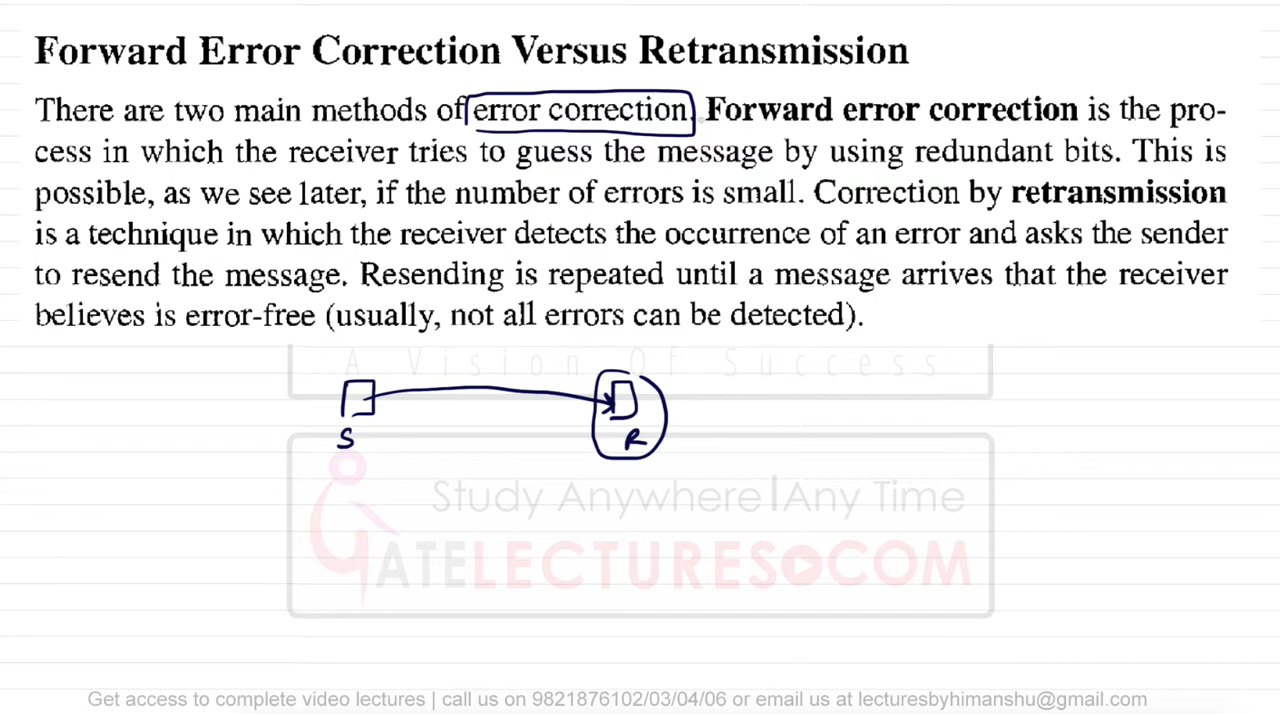 Forward Error Correction Versus Retransmission
There are two main methods of error correction. Forward error correction is the pro-
cess in which the receiver tries to guess the message by using redundant bits. This is
possible, as we see later, if the number of errors is small. Correction by retransmission
is a technique in which the receiver detects the occurrence of an error and asks the sender
to resend the message. Resending is repeated until a message arrives that the receiver
believes is error-free (usually, not all errors can be detected).
A Vision Of Success
S
R
Study Anywhere|Any Time
GATELECTURES.COM
Get access to complete video lectures | call us on 9821876102/03/04/06 or email us at lecturesbyhimanshu@gmail.com